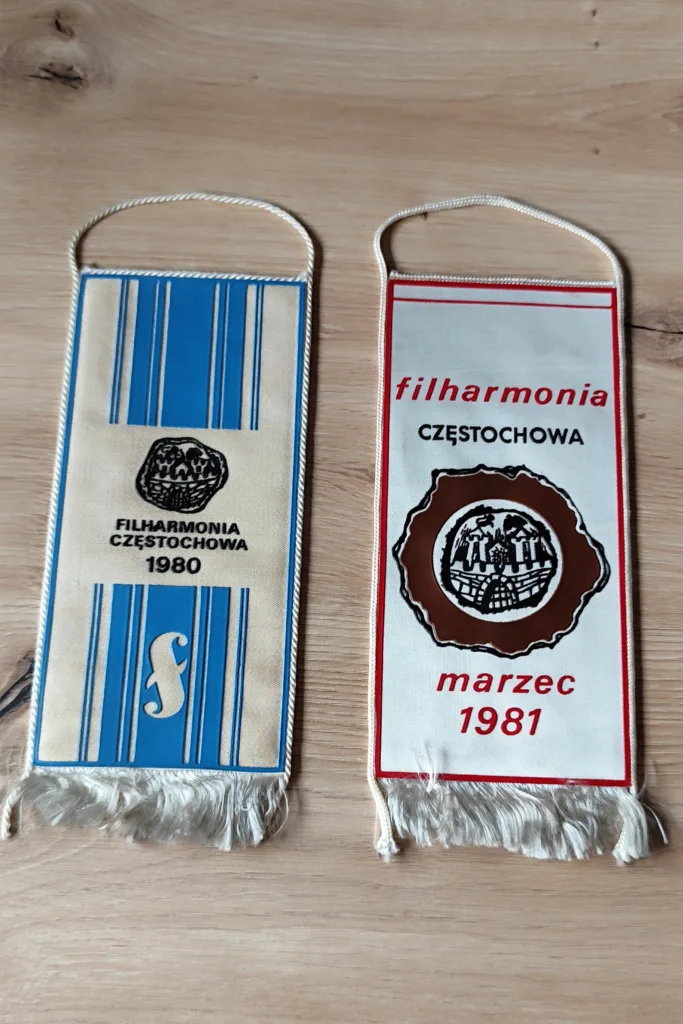 FILHARMONIA
CZĘSTOCHOWA
1980
f
filharmonia
CZĘSTOCHOWA
marzec
1981